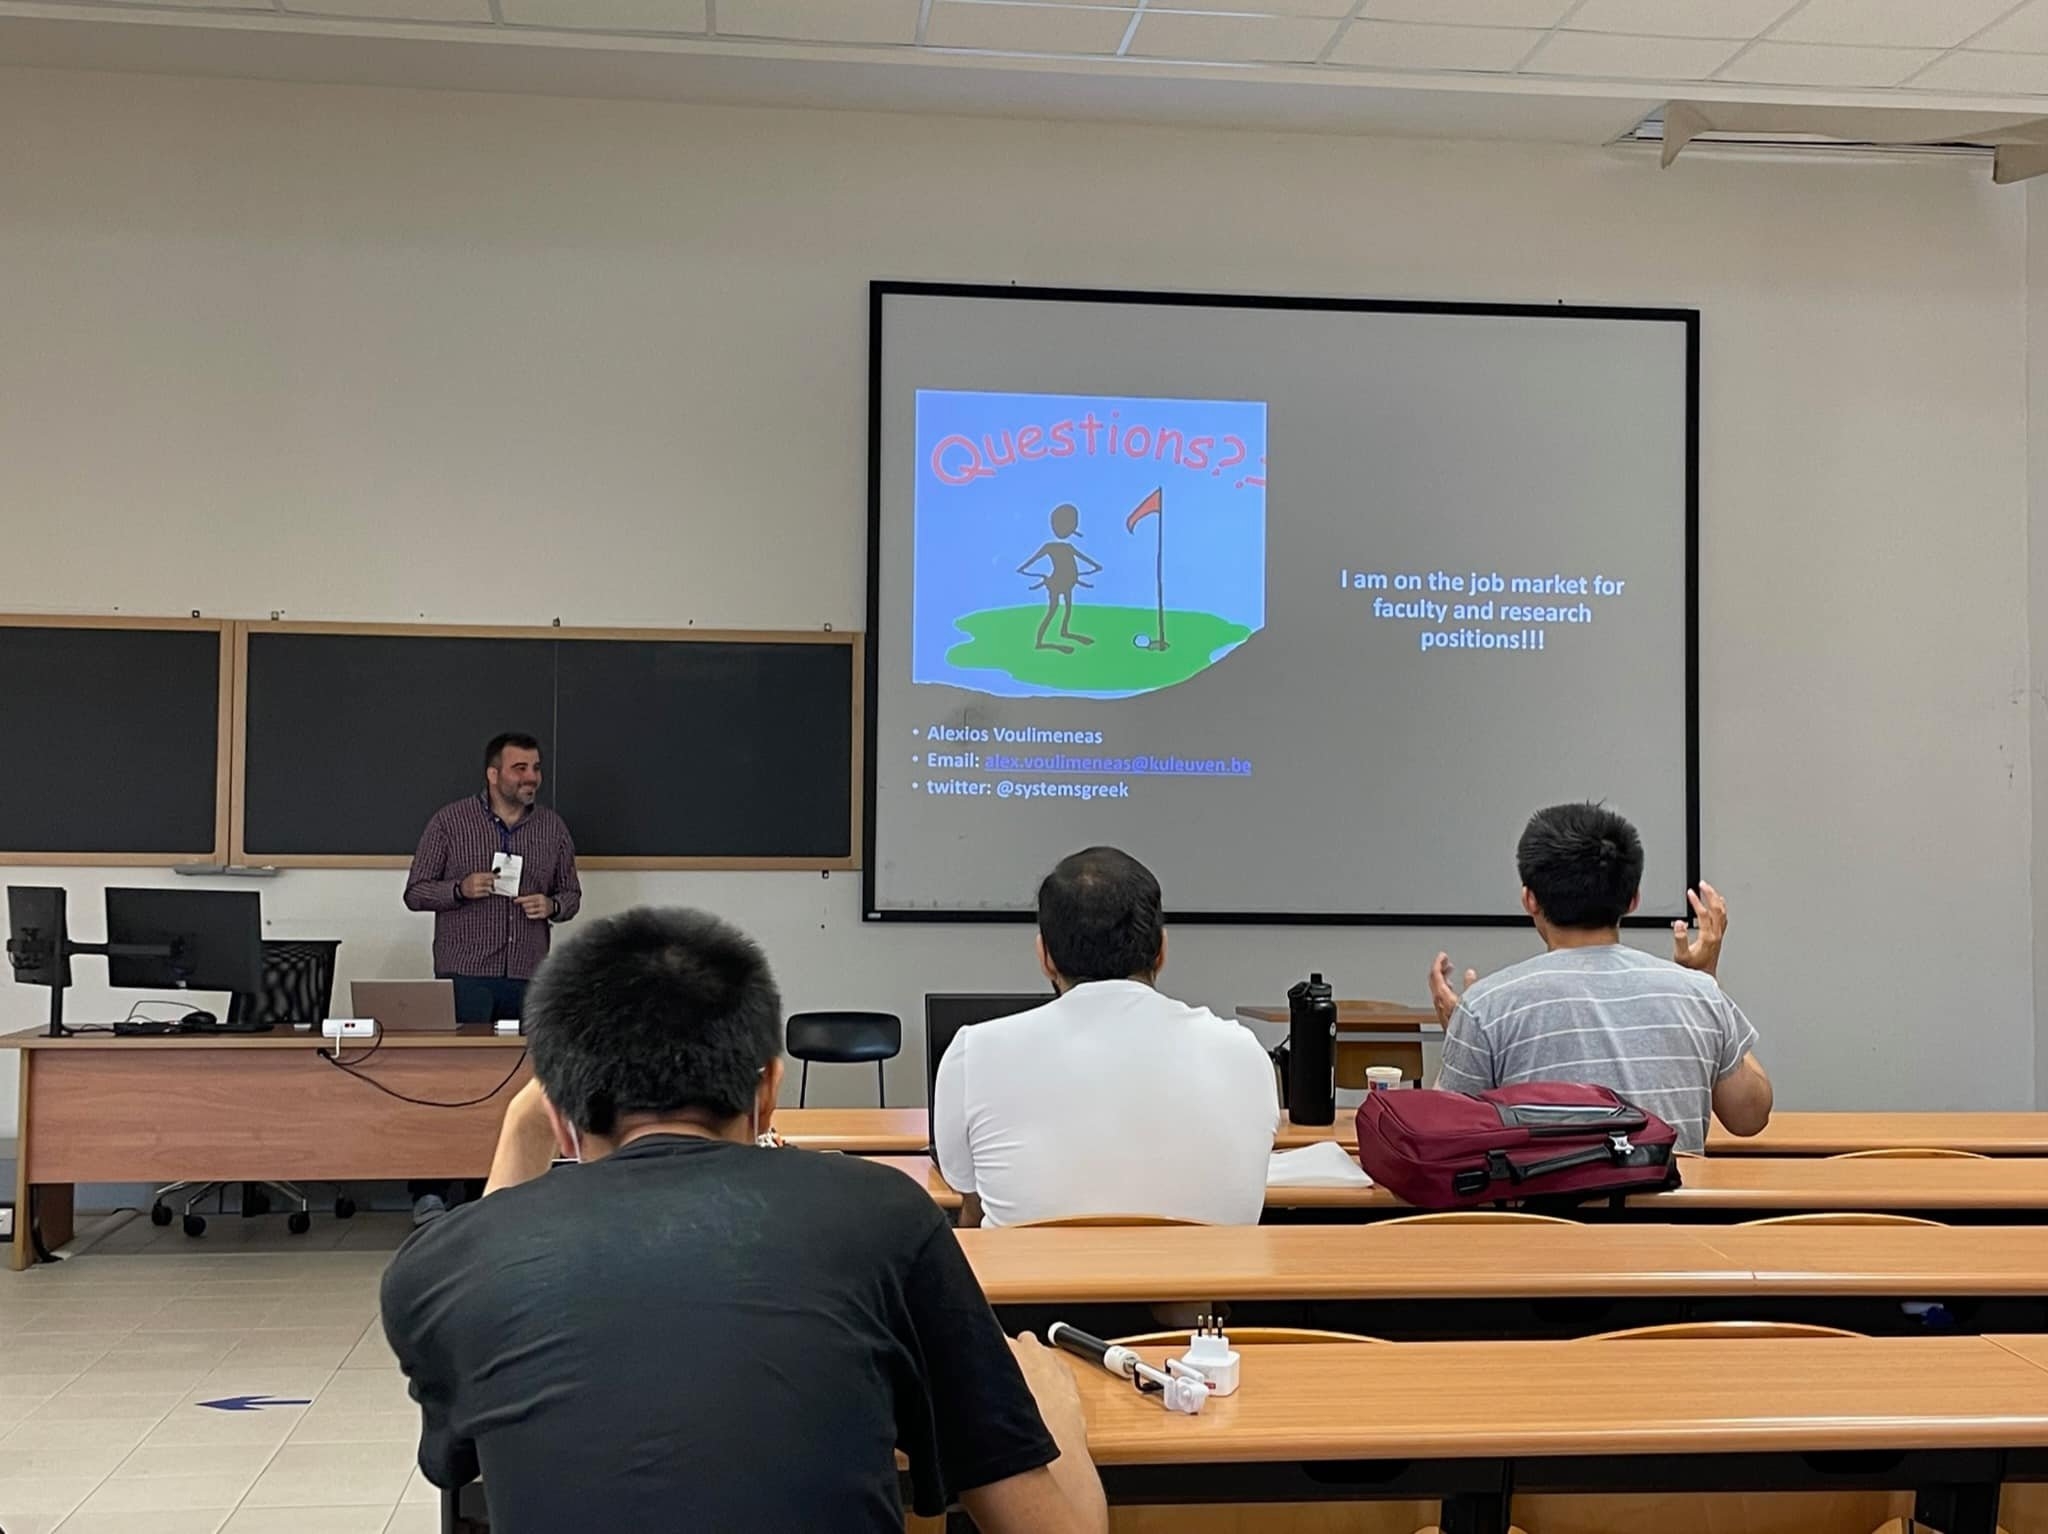 Questions??
I am on the job market for
faculty and research
positions!!!
• Alexios Voulimeneas
• Email: alex.voulimeneas@kuleuven.be
• twitter: @systemsgreek